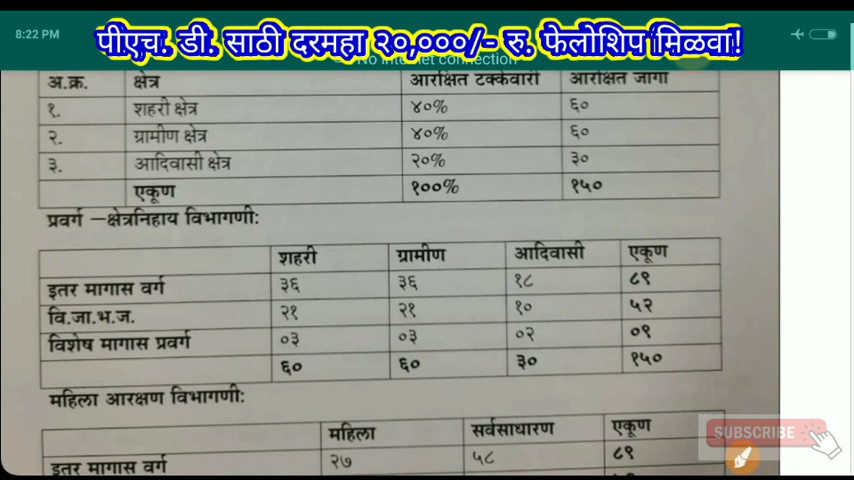 8:22 PM
पीएच. डी. साठी दरमहा २०,०००/- रु. फेलोशिप मिळवा!
No internet connection
अ.क्र. क्षेत्र आरक्षित टक्केवारी आरक्षित जागा
१. शहरी क्षेत्र ४०% ६०
२. ग्रामीण क्षेत्र ४०% ६०
३. आदिवासी क्षेत्र २०% ३०
एकूण १००% १५०
प्रवर्ग –क्षेत्रनिहाय विभागणी:
शहरी ग्रामीण आदिवासी एकूण
इतर मागास वर्ग ३६ ३६ १८ ८९
वि.जा.भ.ज. २१ २१ १० ५२
विशेष मागास प्रवर्ग ०३ ०३ ०२ ०९
६० ६० ३० १५०
महिला आरक्षण विभागणी:
महिला सर्वसाधारण एकूण
इतर मागास वर्ग २७ ५८ ८९
SUBSCRIBE